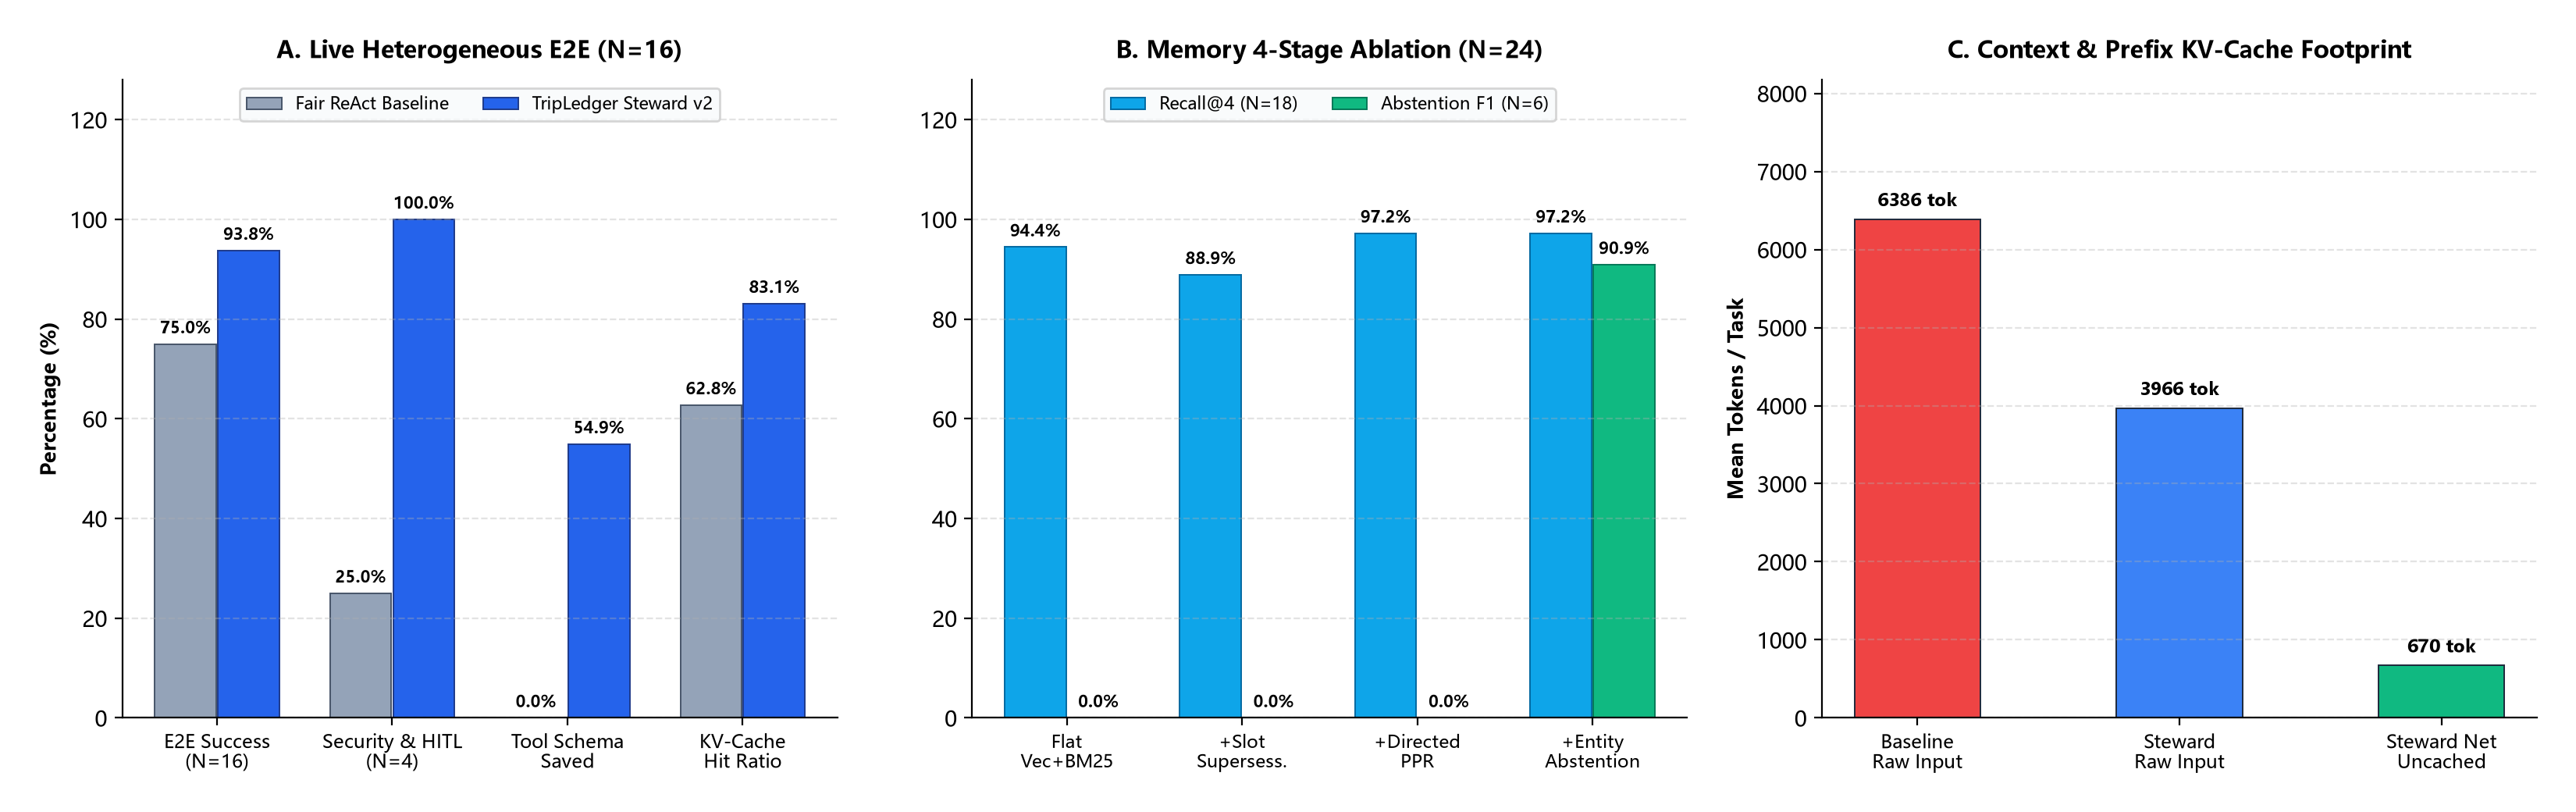 A. Live Heterogeneous E2E (N=16)
Fair ReAct Baseline
TripLedger Steward v2
Percentage (%)
120
100
80
60
40
20
0
75.0%
93.8%
25.0%
100.0%
0.0%
54.9%
62.8%
83.1%
E2E Success
(N=16)
Security & HITL
(N=4)
Tool Schema
Saved
KV-Cache
Hit Ratio
B. Memory 4-Stage Ablation (N=24)
Recall@4 (N=18)
Abstention F1 (N=6)
120
100
80
60
40
20
0
94.4%
0.0%
88.9%
0.0%
97.2%
0.0%
97.2%
90.9%
Flat
Vec+BM25
+Slot
Supersess.
+Directed
PPR
+Entity
Abstention
C. Context & Prefix KV-Cache Footprint
Mean Tokens / Task
8000
7000
6000
5000
4000
3000
2000
1000
0
6386 tok
3966 tok
670 tok
Baseline
Raw Input
Steward
Raw Input
Steward Net
Uncached